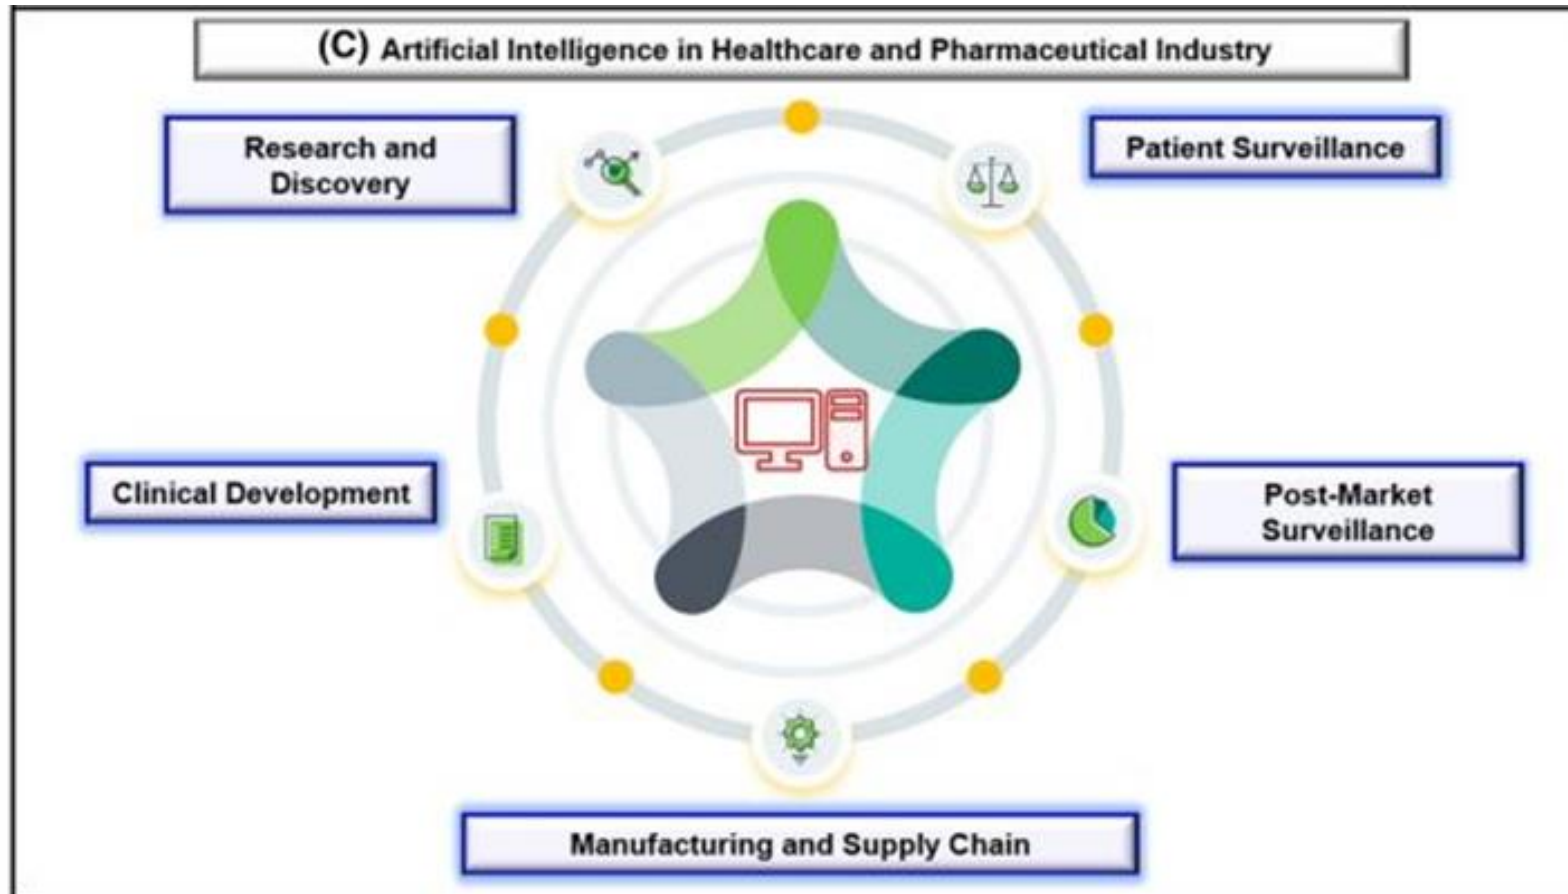 (C) Artificial Intelligence in Healthcare and Pharmaceutical Industry
Research and
Discovery
Patient Surveillance
Clinical Development
Post-Market
Surveillance
Manufacturing and Supply Chain